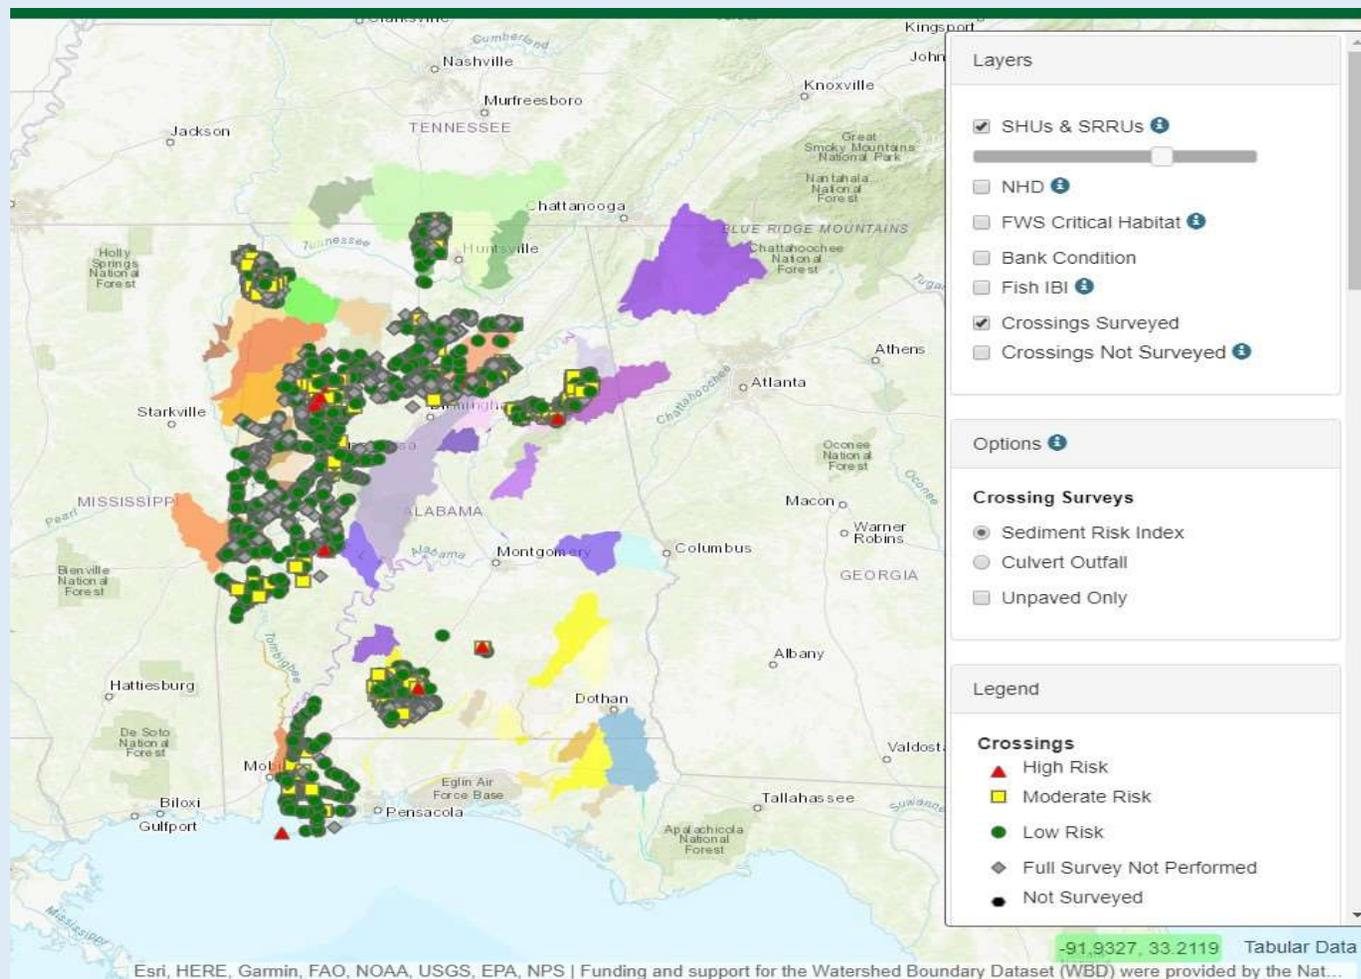 Clarksville
Cumberland
Nashville
Murfreesboro
TENNESSEE
Jackson
Kingsport
John
Knoxville
Great
Smoky Mountains
National Park
Nantahala
National
Forest
Chattanooga
BLUE RIDGE MOUNTAINS
Chattahoochee
National
Forest
Tugal
Holly
Springs
National
Forest
Tennessee
Huntsville
Athens
Atlanta
Chattahoochee
Starkville
Oconee
National
Forest
Oconee
MISSISSIPPI
Pearl
ALABAMA
Macon
Warner
Robins
Alabama
Montgomery
Columbus
GEORGIA
Bienville
National
Forest
Tombigbee
Albany
Hattiesburg
Dothan
De Soto
National
Forest
Valdost
Eglin Air
Force Base
Biloxi
Gulfport
Pensacola
Tallahassee
Suwanne
Apalachicola
National
Forest
Mississippi
Layers
SHUs & SRRUs
NHD
FWS Critical Habitat
Bank Condition
Fish IBI
Crossings Surveyed
Crossings Not Surveyed
Options
Crossing Surveys
Sediment Risk Index
Culvert Outfall
Unpaved Only
Legend
Crossings
High Risk
Moderate Risk
Low Risk
Full Survey Not Performed
Not Surveyed
-91.9327, 33.2119 Tabular Data
Esri, HERE, Garmin, FAO, NOAA, USGS, EPA, NPS | Funding and support for the Watershed Boundary Dataset (WBD) were provided by the Nat...